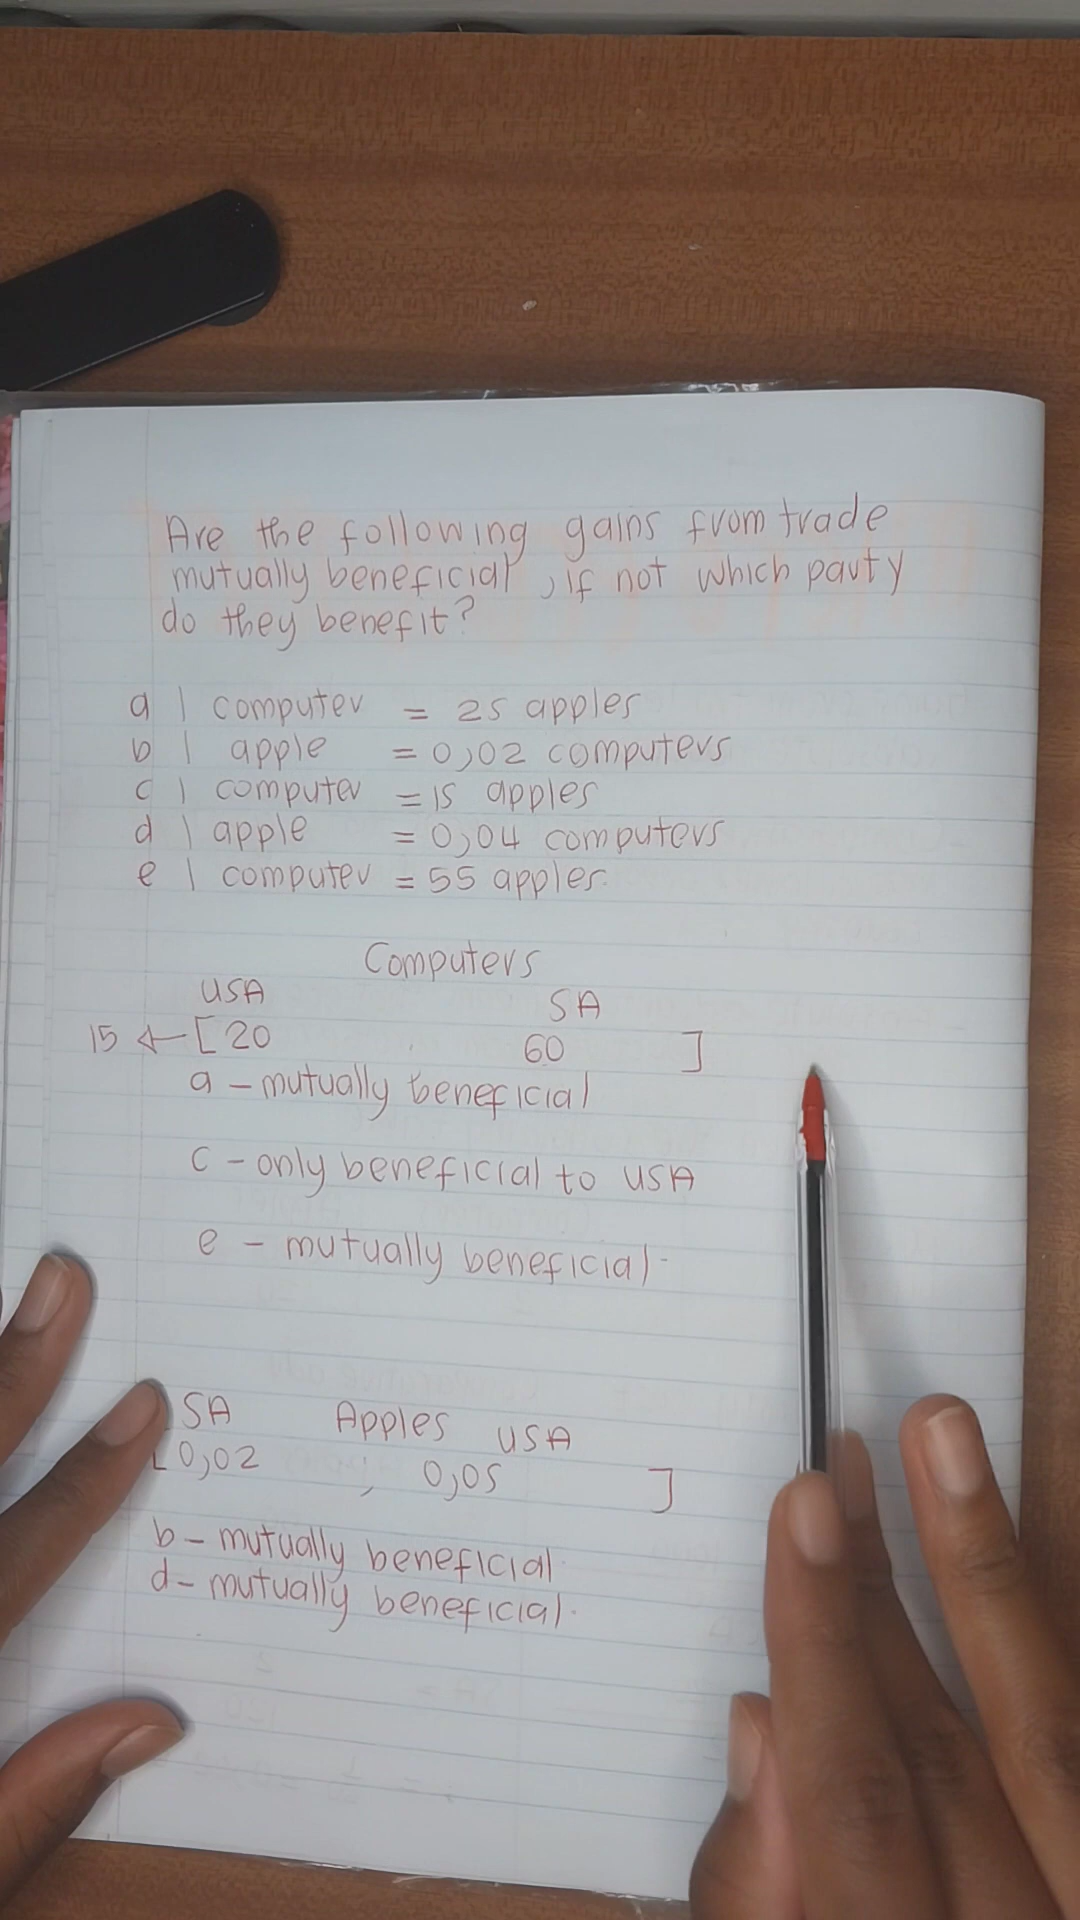 Are the following gains from trade
mutually beneficial, if not which party
do they benefit?
a 1 computer = 25 apples
b 1 apple = 0,02 computers
c 1 computer = 15 apples
d 1 apple = 0,04 computers
e 1 computer = 55 apples.
Computers
USA SA
15 ← [20 60 ]
a - mutually beneficial
c - only beneficial to USA
e - mutually beneficial.
SA Apples USA
[0,02 ; 0,05 ]
b - mutually beneficial.
d - mutually beneficial.